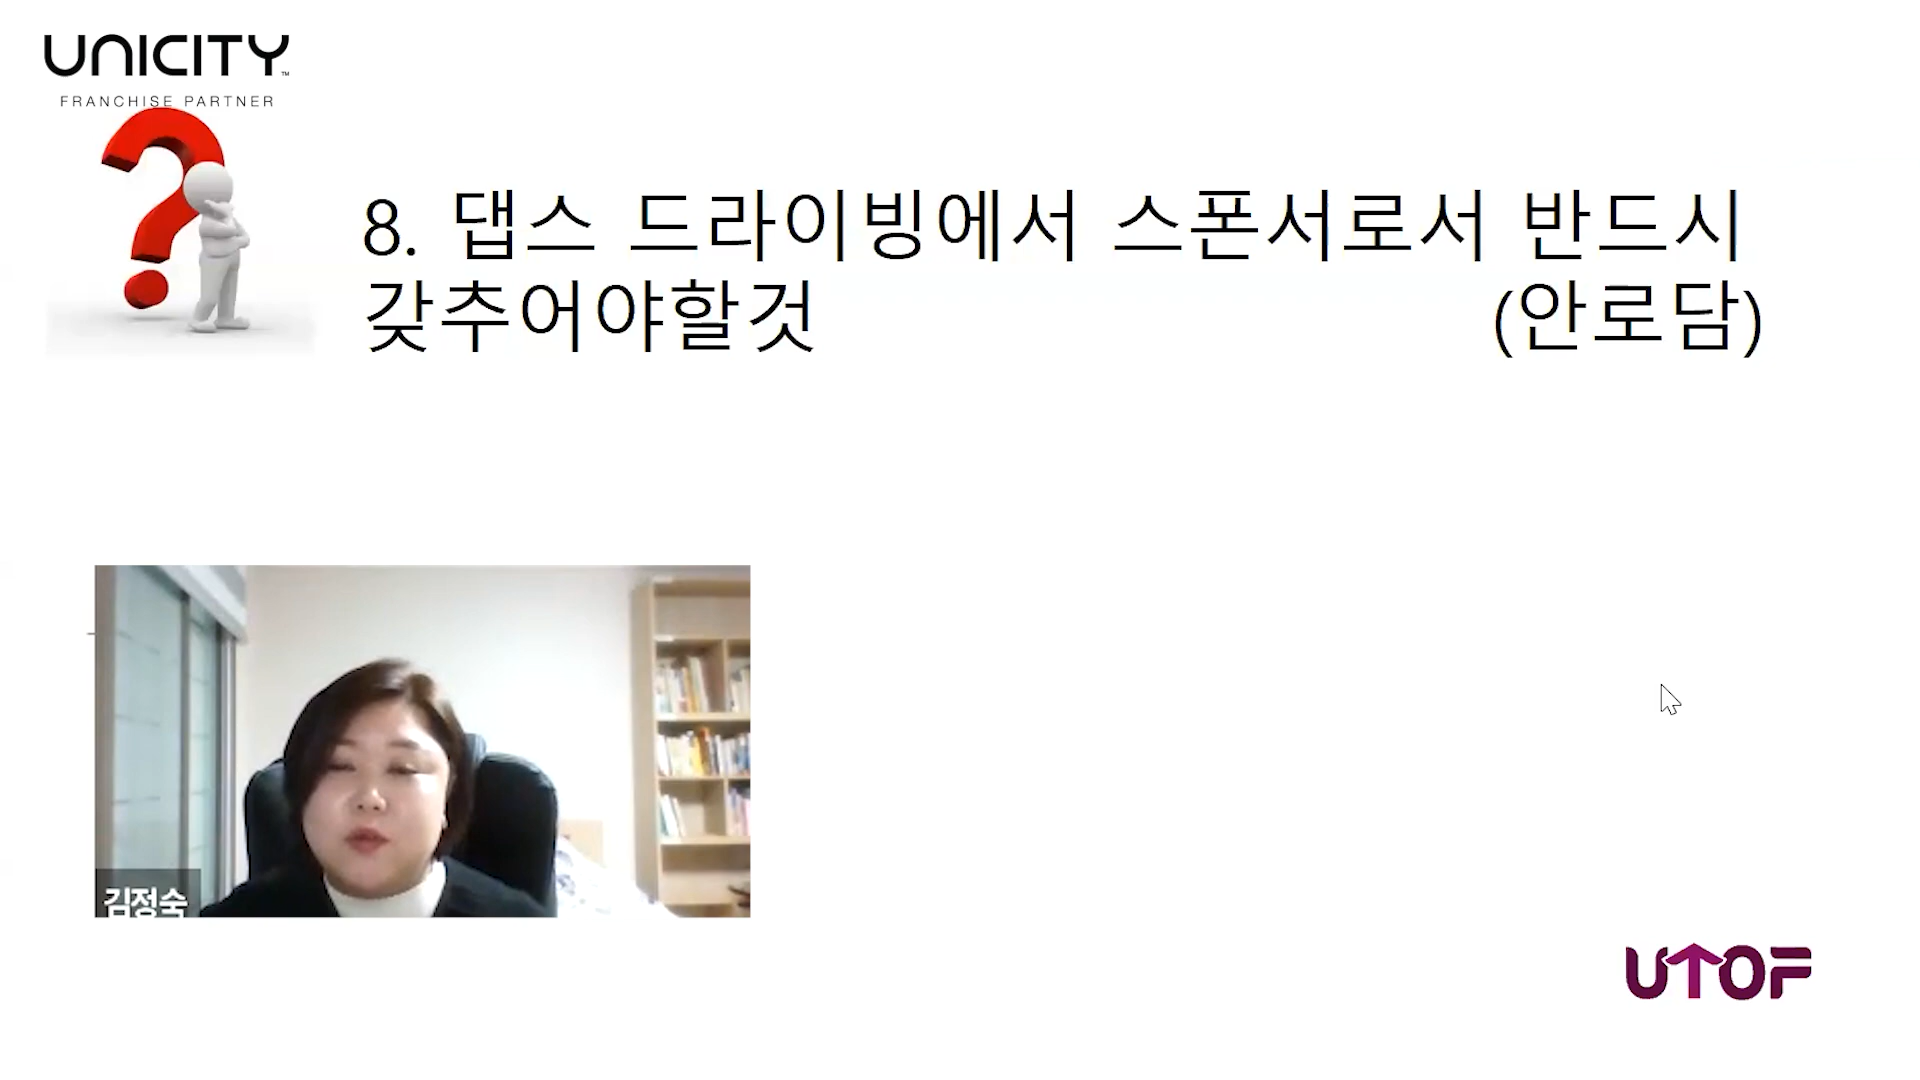 UNICITY™
FRANCHISE PARTNER
8. 댑스 드라이빙에서 스폰서로서 반드시
갖추어야할것 (안로담)
김정숙
UTOF